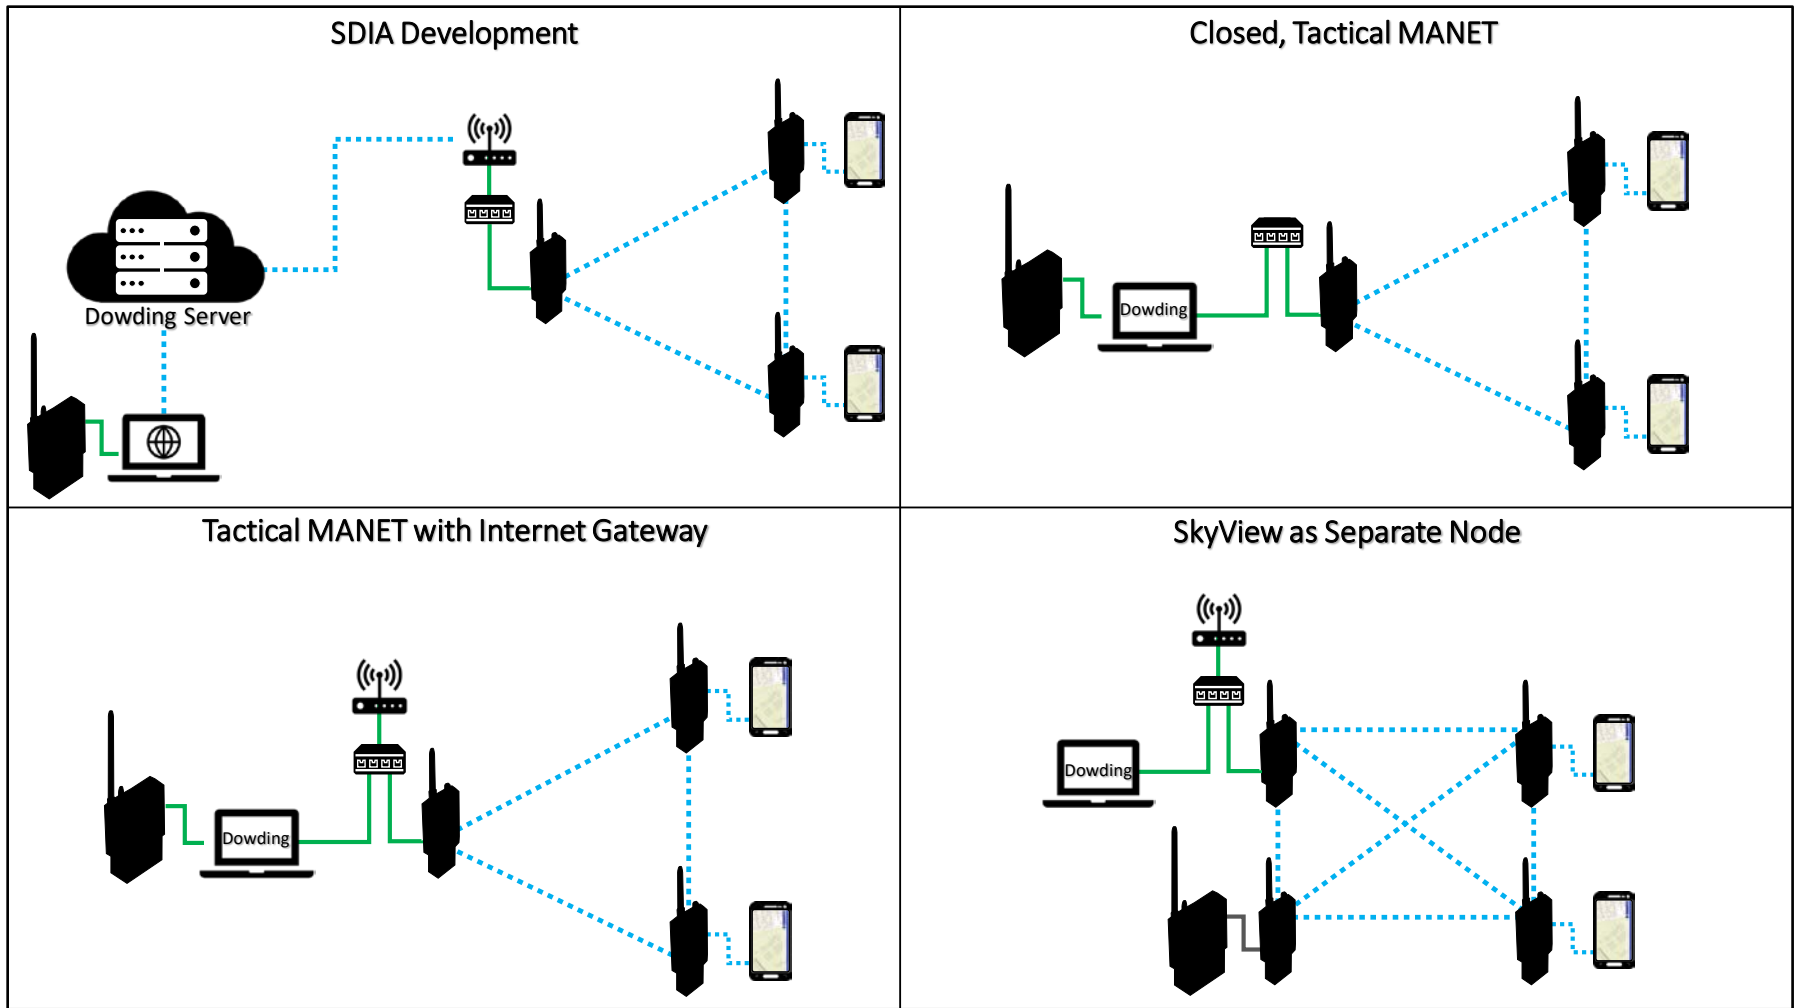 SDIA Development
Dowding Server
Closed, Tactical MANET
Dowding
Tactical MANET with Internet Gateway
Dowding
SkyView as Separate Node
Dowding